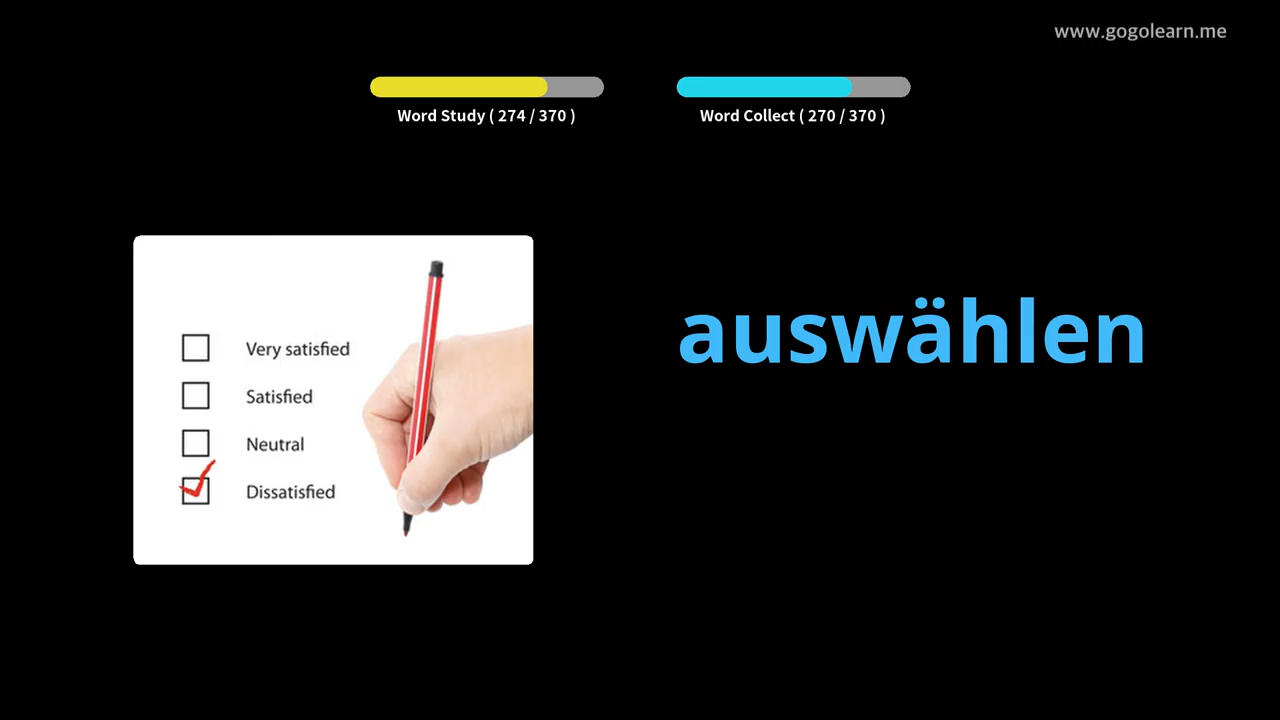 www.gogolearn.me
Word Study ( 274 / 370 )
Word Collect ( 270 / 370 )
Very satisfied
Satisfied
Neutral
Dissatisfied
auswählen